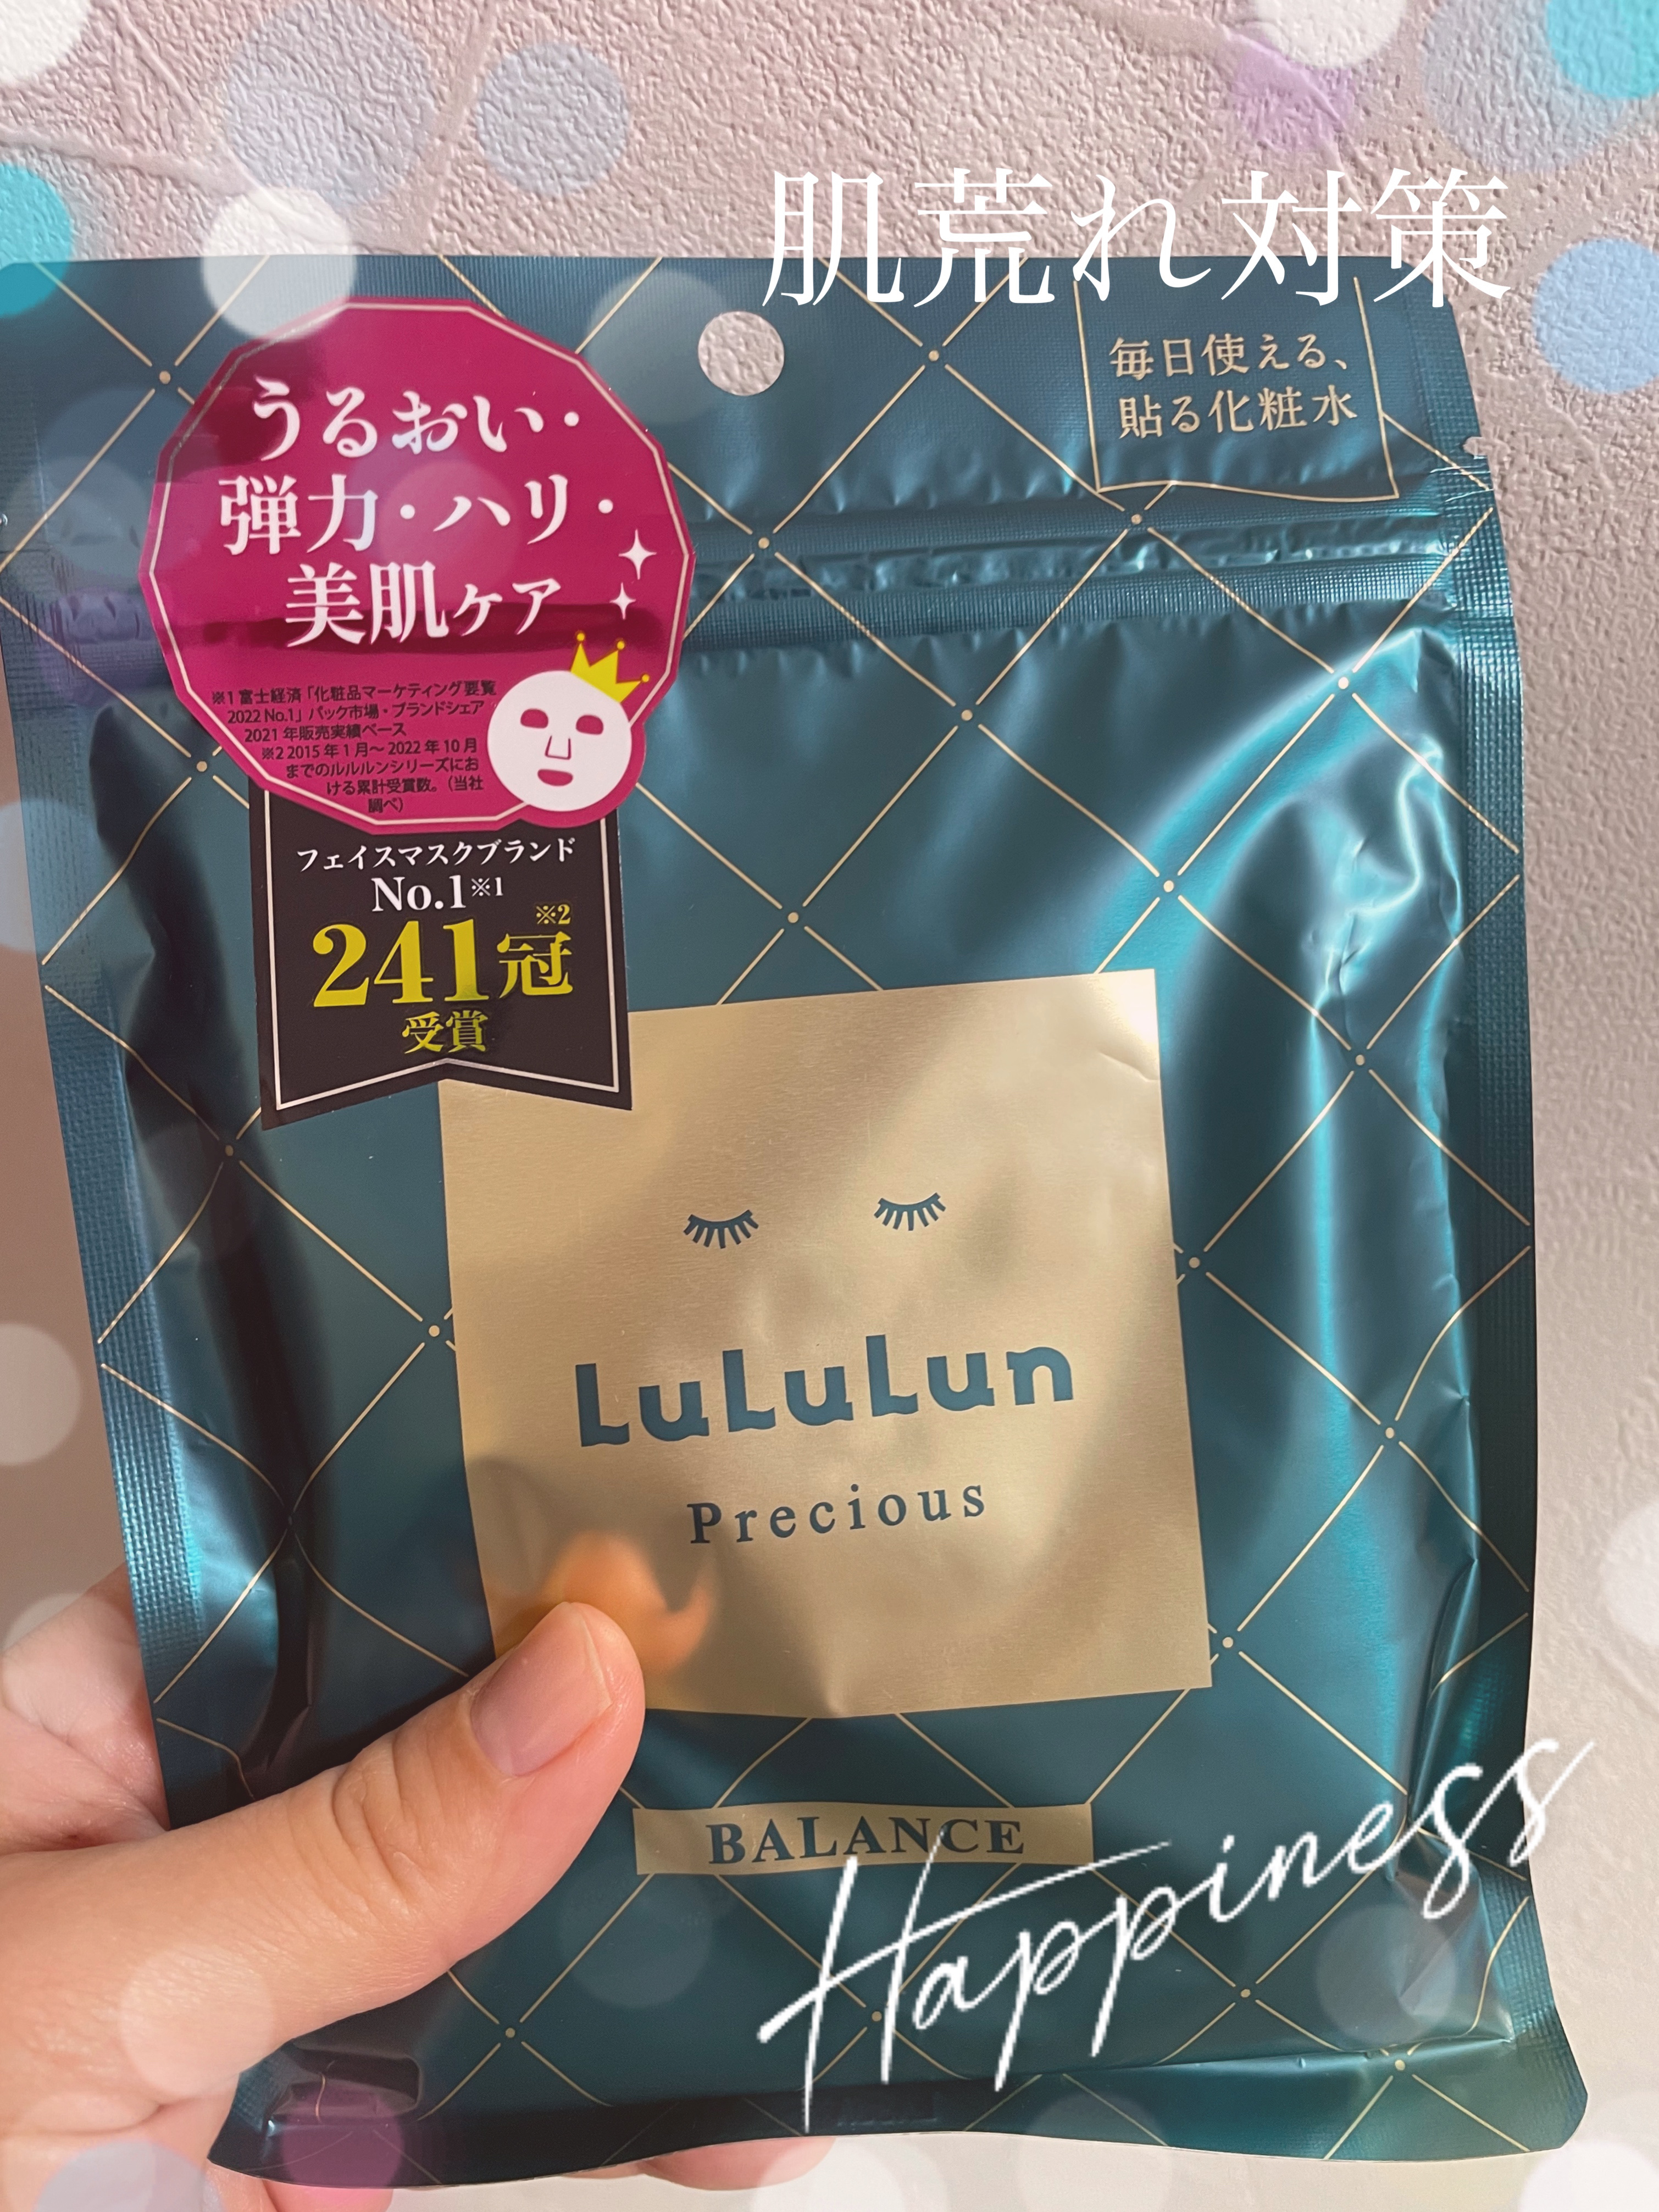 肌荒れ対策
毎日使える、
貼る化粧水
うるおい・
弾力・ハリ・
美肌ケア
※1 富士経済「化粧品マーケティング要覧
2022 No.1」パック市場・ブランドシェア
2021 年販売実績ベース
※2 2015 年 1 月～ 2022 年 10 月
までのルルルンシリーズにお
ける累計受賞数。（当社
調べ）
フェイスマスクブランド
No.1※1
241冠※2
受賞
LuLuLun
Precious
BALANCE
Happiness